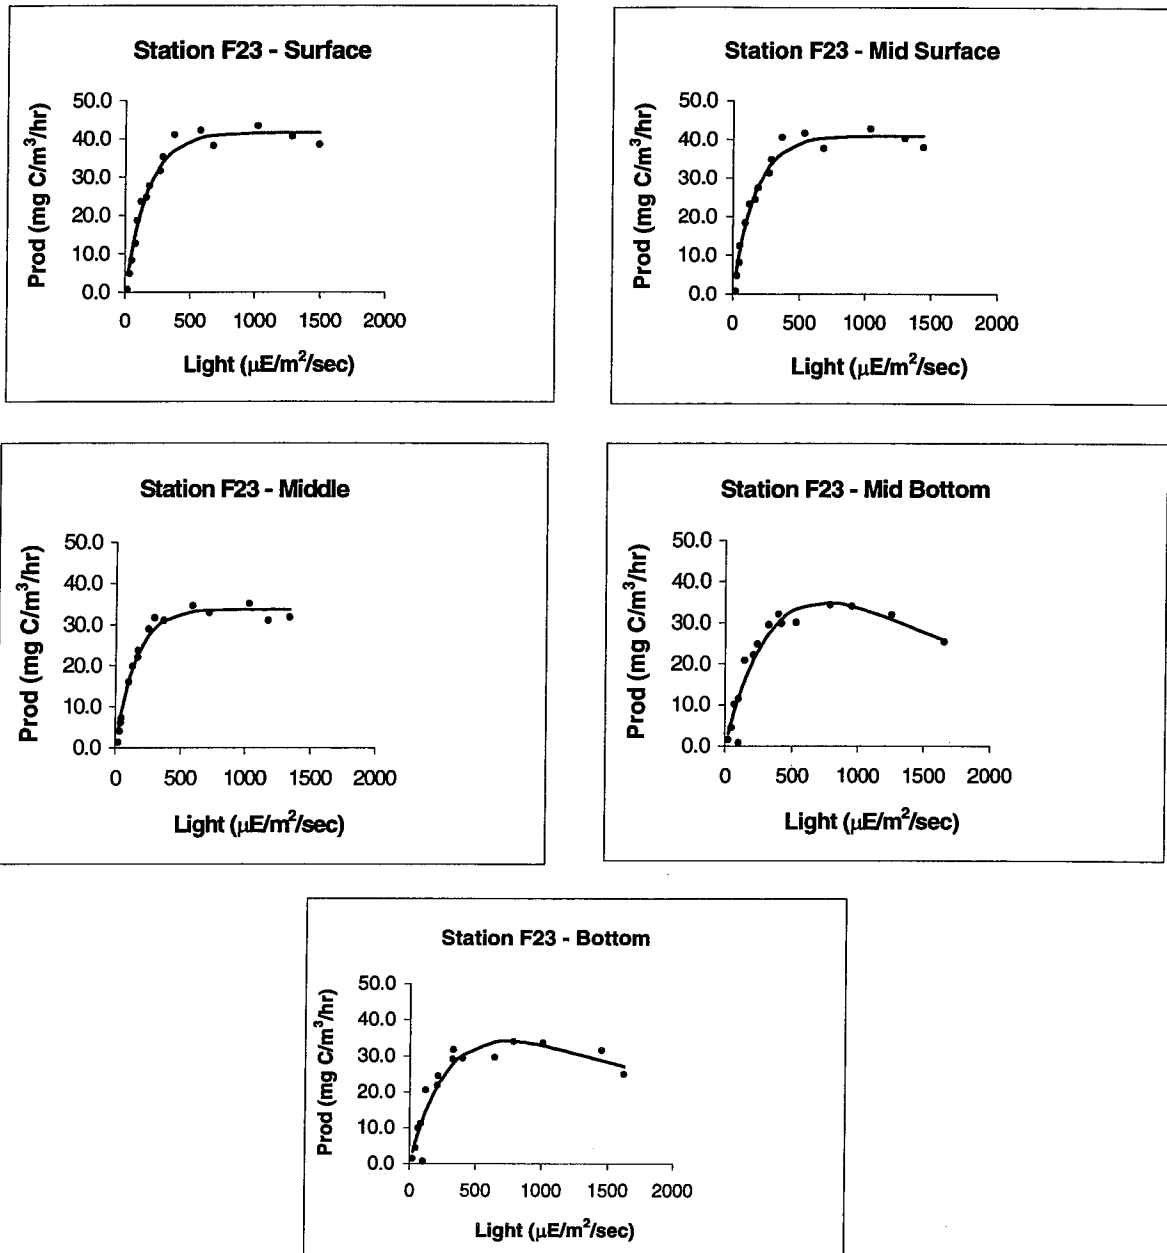 Station F23 - Surface
Prod (mg C/m³/hr)
50.0
40.0
30.0
20.0
10.0
0.0
0 500 1000 1500 2000
Light (µE/m²/sec)
Station F23 - Mid Surface
Prod (mg C/m³/hr)
50.0
40.0
30.0
20.0
10.0
0.0
0 500 1000 1500 2000
Light (µE/m²/sec)
Station F23 - Middle
Prod (mg C/m³/hr)
50.0
40.0
30.0
20.0
10.0
0.0
0 500 1000 1500 2000
Light (µE/m²/sec)
Station F23 - Mid Bottom
Prod (mg C/m³/hr)
50.0
40.0
30.0
20.0
10.0
0.0
0 500 1000 1500 2000
Light (µE/m²/sec)
Station F23 - Bottom
Prod (mg C/m³/hr)
50.0
40.0
30.0
20.0
10.0
0.0
0 500 1000 1500 2000
Light (µE/m²/sec)